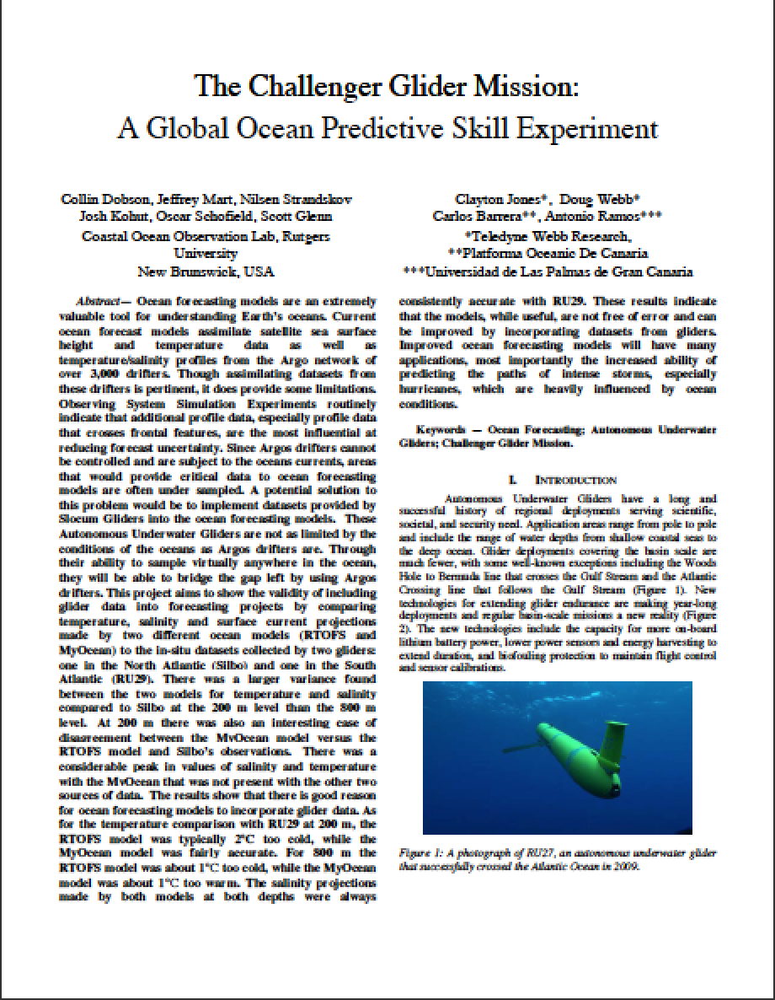 The Challenger Glider Mission:
A Global Ocean Predictive Skill Experiment
Collin Dobson, Jeffrey Mart, Nilsen Strandskov
Josh Kohut, Oscar Schofield, Scott Glenn
Coastal Ocean Observation Lab, Rutgers
University
New Brunswick, USA
Clayton Jones*, Doug Webb*
Carlos Barrera**, Antonio Ramos***
*Teledyne Webb Research,
**Platforma Oceanic De Canaria
***Universidad de Las Palmas de Gran Canaria
Abstract— Ocean forecasting models are an extremely
valuable tool for understanding Earth's oceans. Current
ocean forecast models assimilate satellite sea surface
height and temperature data as well as
temperature/salinity profiles from the Argo network of
over 3,000 drifters. Though assimilating datasets from
these drifters is pertinent, it does provide some limitations.
Observing System Simulation Experiments routinely
indicate that additional profile data, especially profile data
that crosses frontal features, are the most influential at
reducing forecast uncertainty. Since Argos drifters cannot
be controlled and are subject to the oceans currents, areas
that would provide critical data to ocean forecasting
models are often under sampled. A potential solution to
this problem would be to implement datasets provided by
Slocum Gliders into the ocean forecasting models. These
Autonomous Underwater Gliders are not as limited by the
conditions of the oceans as Argos drifters are. Through
their ability to sample virtually anywhere in the ocean,
they will be able to bridge the gap left by using Argos
drifters. This project aims to show the validity of including
glider data into forecasting projects by comparing
temperature, salinity and surface current projections
made by two different ocean models (RTOFS and
MyOcean) to the in-situ datasets collected by two gliders:
one in the North Atlantic (Silbo) and one in the South
Atlantic (RU29). There was a larger variance found
between the two models for temperature and salinity
compared to Silbo at the 200 m level than the 800 m
level. At 200 m there was also an interesting case of
disagreement between the MyOcean model versus the
RTOFS model and Silbo's observations. There was a
considerable peak in values of salinity and temperature
with the MyOcean that was not present with the other two
sources of data. The results show that there is good reason
for ocean forecasting models to incorporate glider data. As
for the temperature comparison with RU29 at 200 m, the
RTOFS model was typically 2°C too cold, while the
MyOcean model was fairly accurate. For 800 m the
RTOFS model was about 1°C too cold, while the MyOcean
model was about 1°C too warm. The salinity projections
made by both models at both depths were always
consistently accurate with RU29. These results indicate
that the models, while useful, are not free of error and can
be improved by incorporating datasets from gliders.
Improved ocean forecasting models will have many
applications, most importantly the increased ability of
predicting the paths of intense storms, especially
hurricanes, which are heavily influenced by ocean
conditions.
Keywords — Ocean Forecasting; Autonomous Underwater
Gliders; Challenger Glider Mission.
I. INTRODUCTION
Autonomous Underwater Gliders have a long and
successful history of regional deployments serving scientific,
societal, and security need. Application areas range from pole to pole
and include the range of water depths from shallow coastal seas to
the deep ocean. Glider deployments covering the basin scale are
much fewer, with some well-known exceptions including the Woods
Hole to Bermuda line that crosses the Gulf Stream and the Atlantic
Crossing line that follows the Gulf Stream (Figure 1). New
technologies for extending glider endurance are making year-long
deployments and regular basin-scale missions a new reality (Figure
2). The new technologies include the capacity for more on-board
lithium battery power, lower power sensors and energy harvesting to
extend duration, and biofouling protection to maintain flight control
and sensor calibrations.
Figure 1: A photograph of RU27, an autonomous underwater glider
that successfully crossed the Atlantic Ocean in 2009.